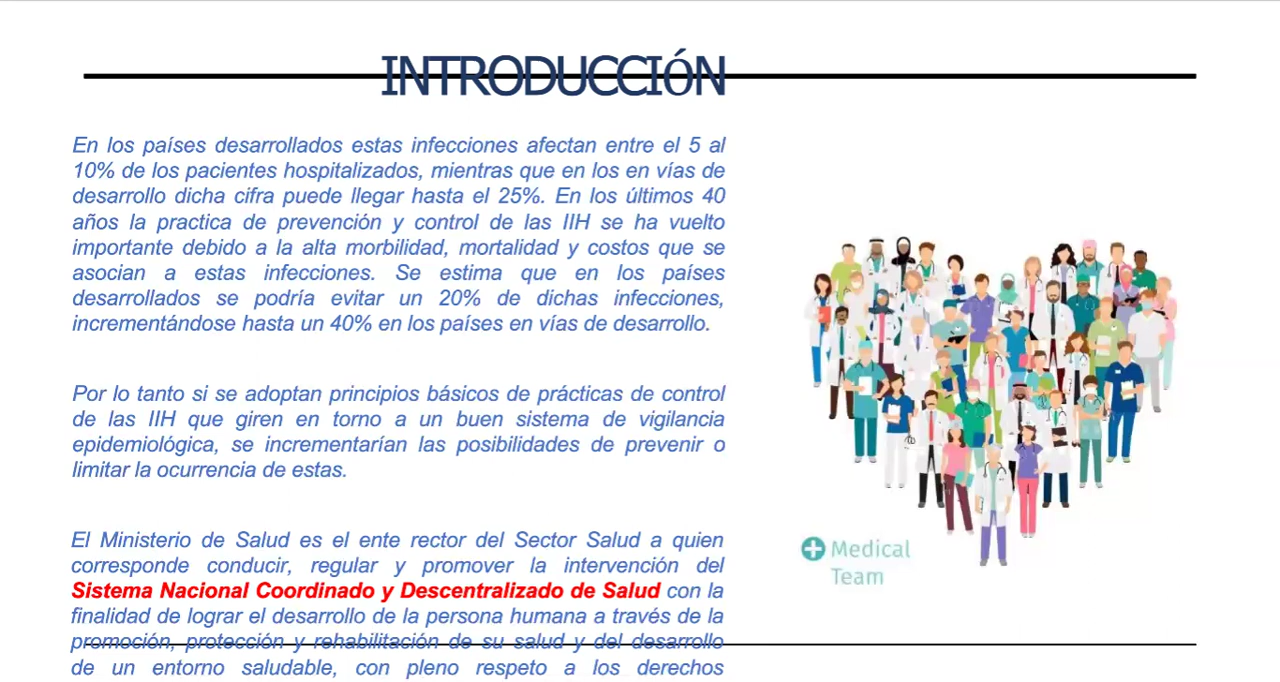 INTRODUCCIÓN
En los países desarrollados estas infecciones afectan entre el 5 al
10% de los pacientes hospitalizados, mientras que en los en vías de
desarrollo dicha cifra puede llegar hasta el 25%. En los últimos 40
años la practica de prevención y control de las IIH se ha vuelto
importante debido a la alta morbilidad, mortalidad y costos que se
asocian a estas infecciones. Se estima que en los países
desarrollados se podría evitar un 20% de dichas infecciones,
incrementándose hasta un 40% en los países en vías de desarrollo.
Por lo tanto si se adoptan principios básicos de prácticas de control
de las IIH que giren en torno a un buen sistema de vigilancia
epidemiológica, se incrementarían las posibilidades de prevenir o
limitar la ocurrencia de estas.
El Ministerio de Salud es el ente rector del Sector Salud a quien
corresponde conducir, regular y promover la intervención del
Sistema Nacional Coordinado y Descentralizado de Salud con la
finalidad de lograr el desarrollo de la persona humana a través de la
promoción, protección y rehabilitación de su salud y del desarrollo
de un entorno saludable, con pleno respeto a los derechos
Medical
Team